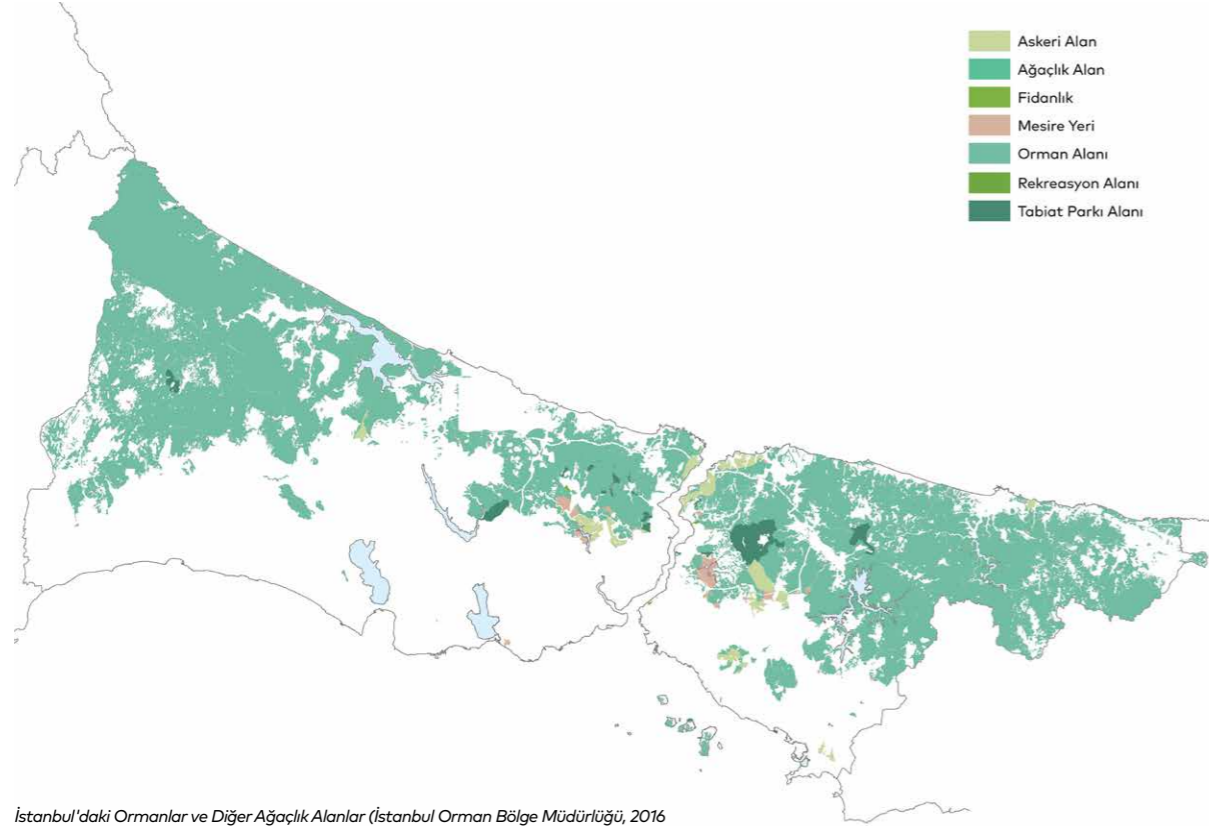 Askeri Alan
Ağaçlık Alan
Fidanlık
Mesire Yeri
Orman Alanı
Rekreasyon Alanı
Tabiat Parkı Alanı
İstanbul'daki Ormanlar ve Diğer Ağaçlık Alanlar (İstanbul Orman Bölge Müdürlüğü, 2016